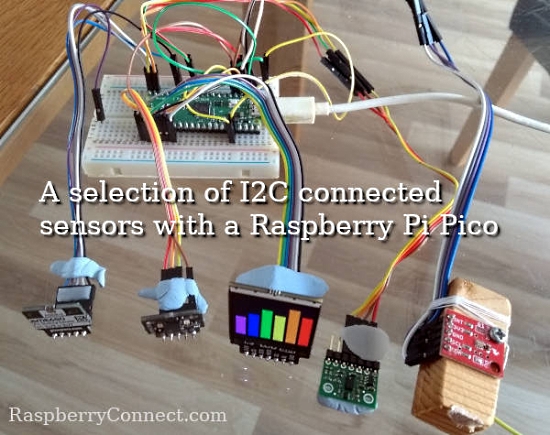 A selection of I2C connected
sensors with a Raspberry Pi Pico
RaspberryConnect.com